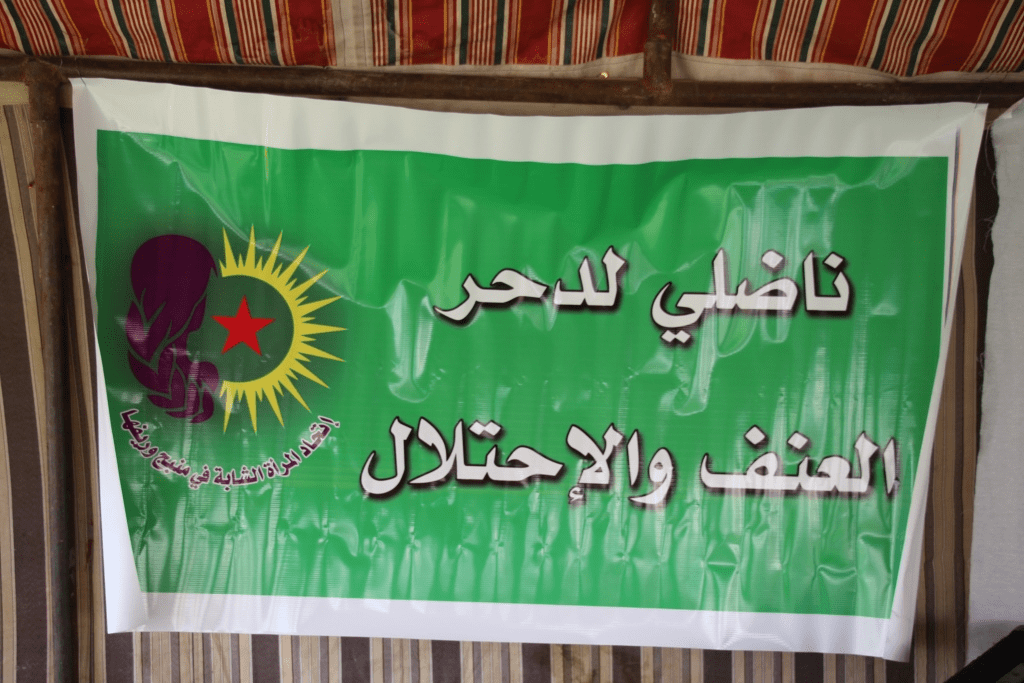 ناضلي لدحر
العنف والإحتلال
إتحاد المرأة الشابة في منبج وريفها